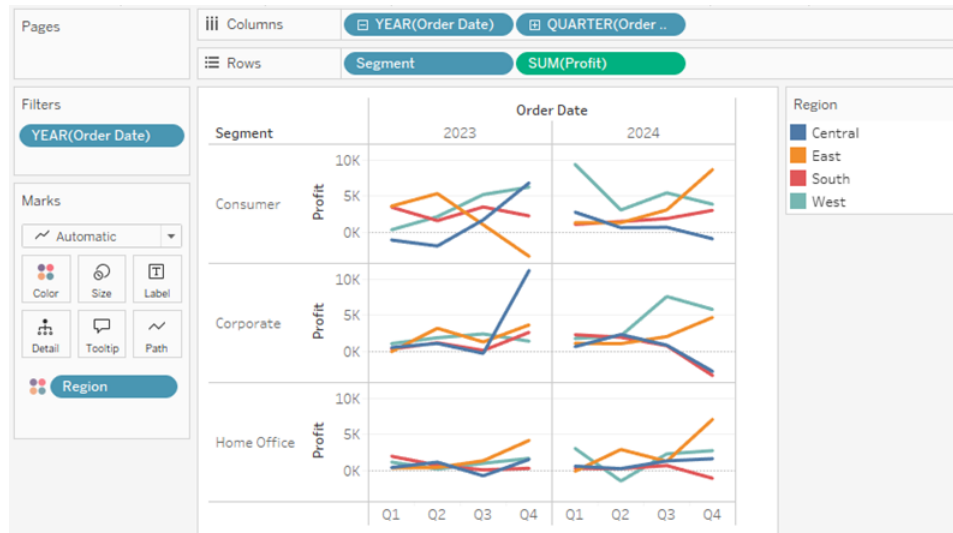 Pages
Columns
YEAR(Order Date)
QUARTER(Order ..
Rows
Segment
SUM(Profit)
Filters
YEAR(Order Date)
Marks
Automatic
Color
Size
Label
Detail
Tooltip
Path
Region
Order Date
Segment
2023
2024
Consumer
Profit
10K
5K
0K
Corporate
Profit
10K
5K
0K
Home Office
Profit
10K
5K
0K
Q1 Q2 Q3 Q4 Q1 Q2 Q3 Q4
Region
Central
East
South
West